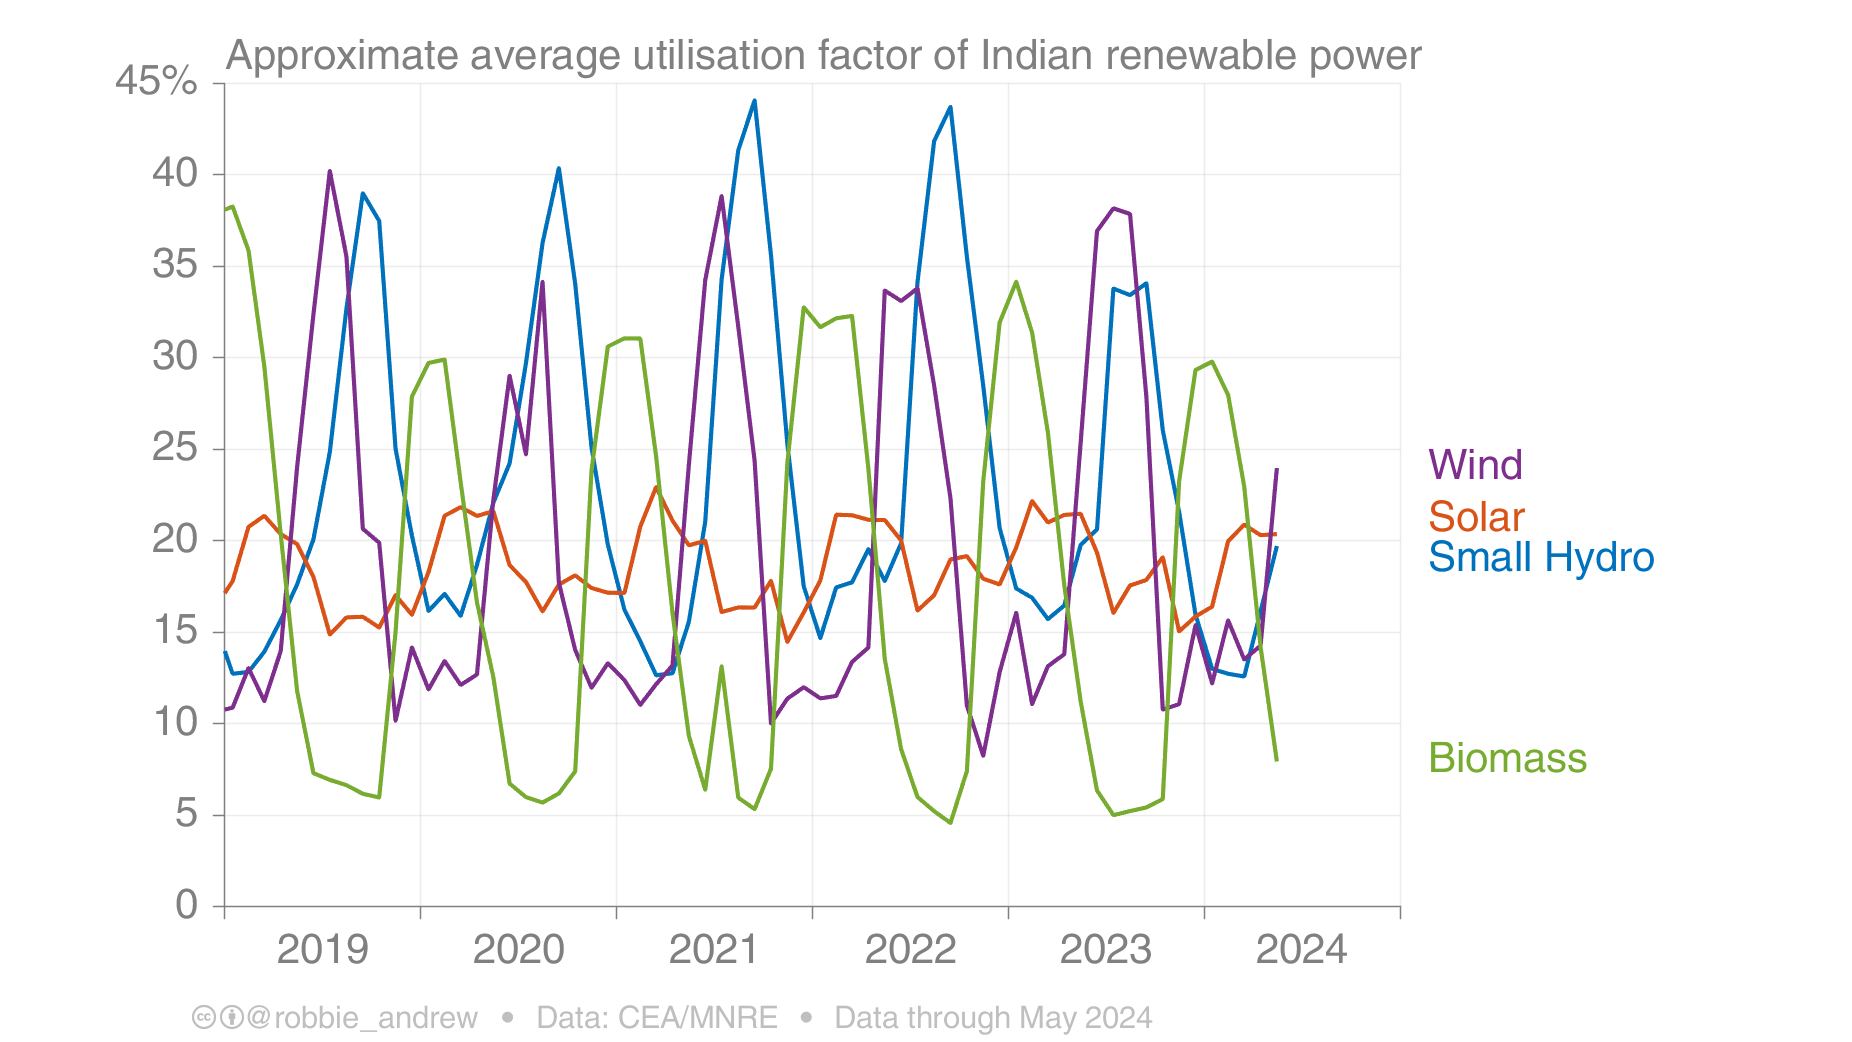 Approximate average utilisation factor of Indian renewable power
45%
40
35
30
25
20
15
10
5
0
2019 2020 2021 2022 2023 2024
Wind
Solar
Small Hydro
Biomass
@robbie_andrew • Data: CEA/MNRE • Data through May 2024